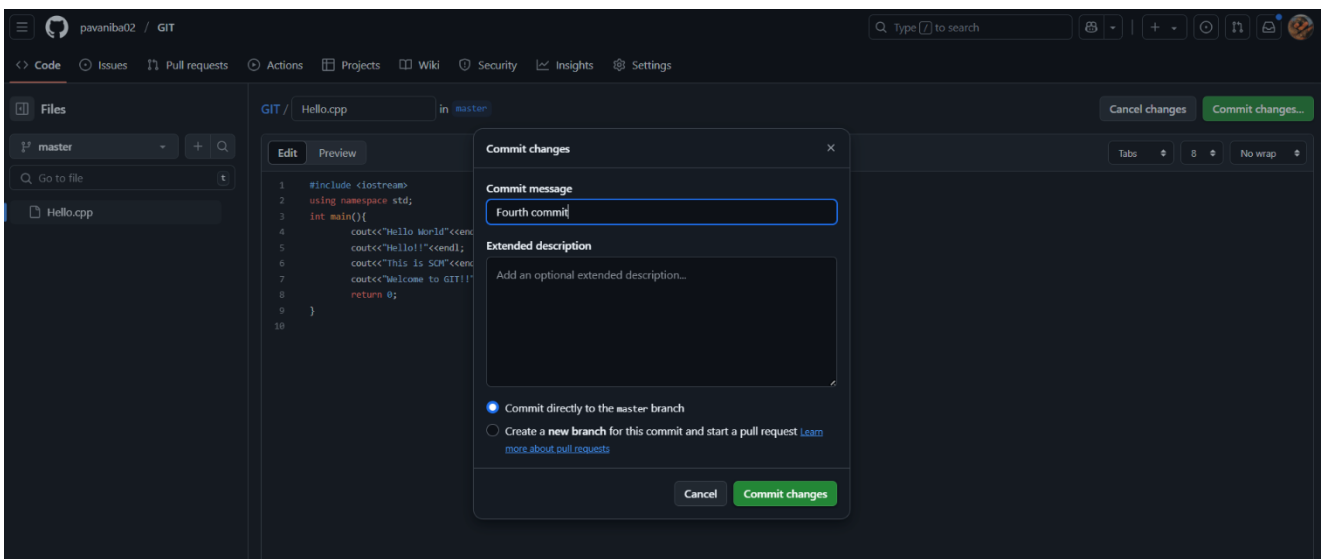 pavaniba02 / GIT
Type / to search
<> Code Issues Pull requests Actions Projects Wiki Security Insights Settings
Files
GIT / Hello.cpp in master
Cancel changes Commit changes...
master
Edit Preview
Tabs 8 No wrap
Go to file t
Hello.cpp
1 #include <iostream>
2 using namespace std;
3 int main(){
4 cout<<"Hello World"<<end
5 cout<<"Hello!!"<<endl;
6 cout<<"This is SCM"<<end
7 cout<<"Welcome to GIT!!"
8 return 0;
9 }
10
Commit changes
Commit message
Fourth commit
Extended description
Add an optional extended description...
Commit directly to the master branch
Create a new branch for this commit and start a pull request Learn
more about pull requests
Cancel Commit changes